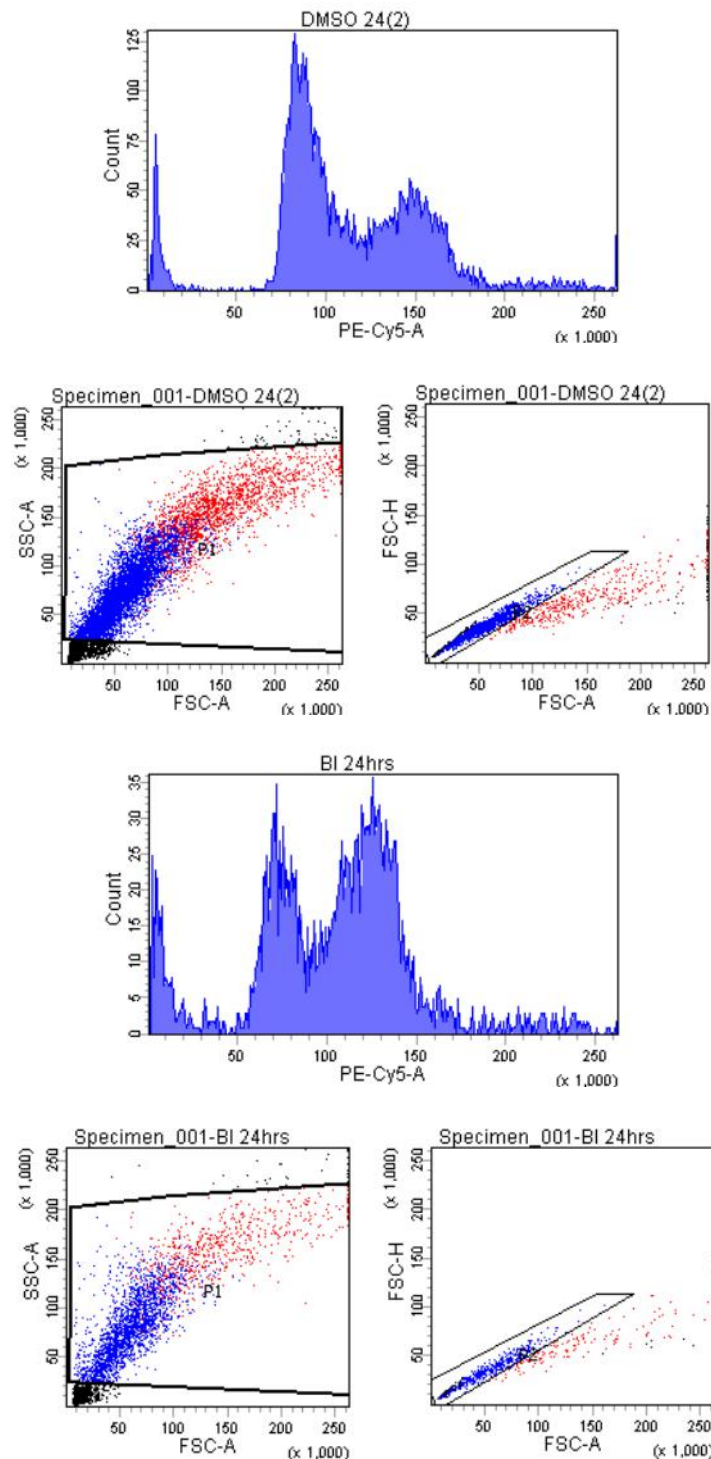 DMSO 24(2)
Count
0 25 50 75 100 125
50 100 150 200 250
PE-Cy5-A
(x 1,000)
Specimen_001-DMSO 24(2)
SSC-A
(x 1,000)
50 100 150 200 250
P1
50 100 150 200 250
FSC-A
(x 1,000)
Specimen_001-DMSO 24(2)
FSC-H
(x 1,000)
50 100 150 200 250
50 100 150 200 250
FSC-A
(x 1,000)
BI 24hrs
Count
0 5 10 15 20 25 30 35
50 100 150 200 250
PE-Cy5-A
(x 1,000)
Specimen_001-BI 24hrs
SSC-A
(x 1,000)
50 100 150 200 250
P1
50 100 150 200 250
FSC-A
(x 1,000)
Specimen_001-BI 24hrs
FSC-H
(x 1,000)
50 100 150 200 250
50 100 150 200 250
FSC-A
(x 1,000)